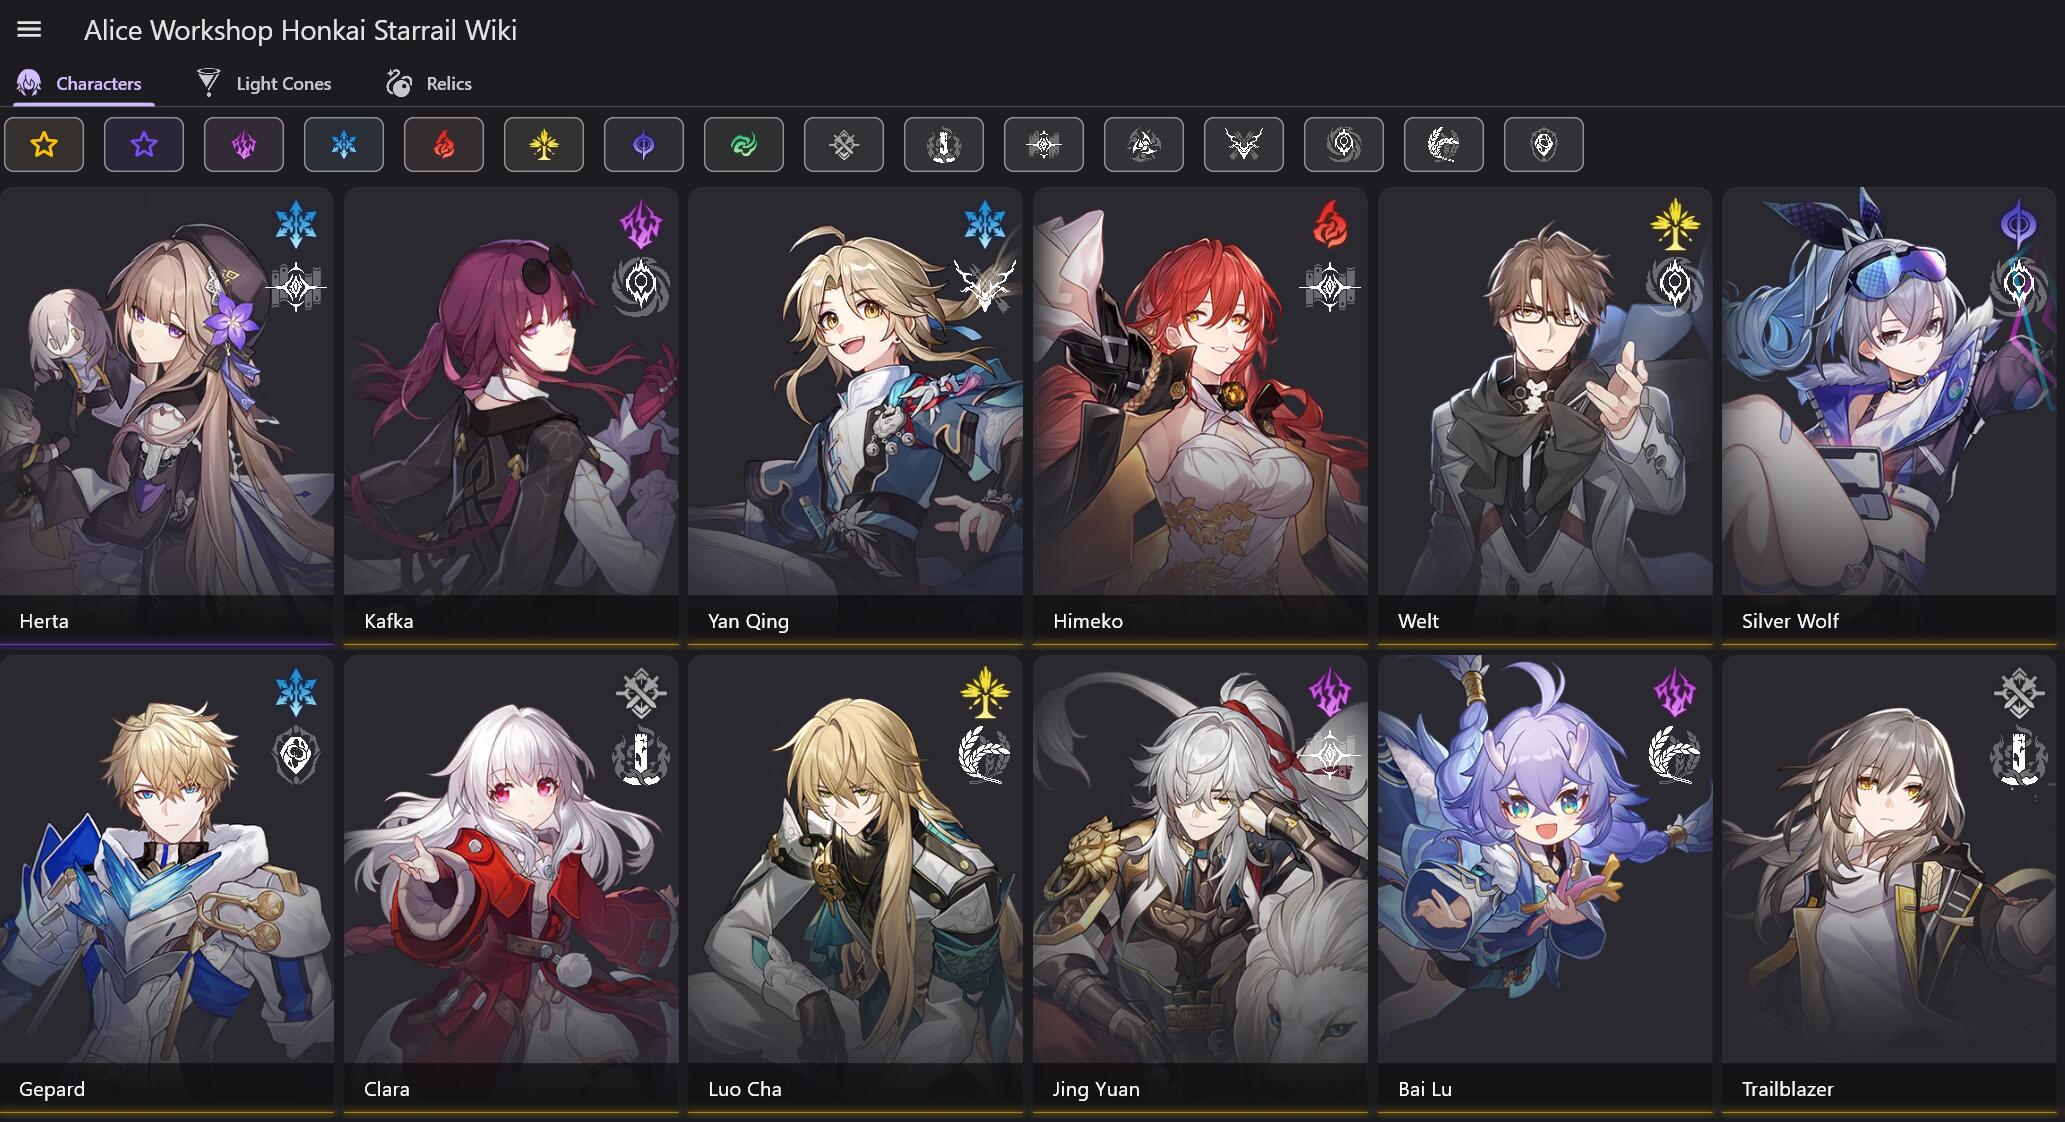 Alice Workshop Honkai Starrail Wiki
Characters
Light Cones
Relics
Herta
Kafka
Yan Qing
Himeko
Welt
Silver Wolf
Gepard
Clara
Luo Cha
Jing Yuan
Bai Lu
Trailblazer